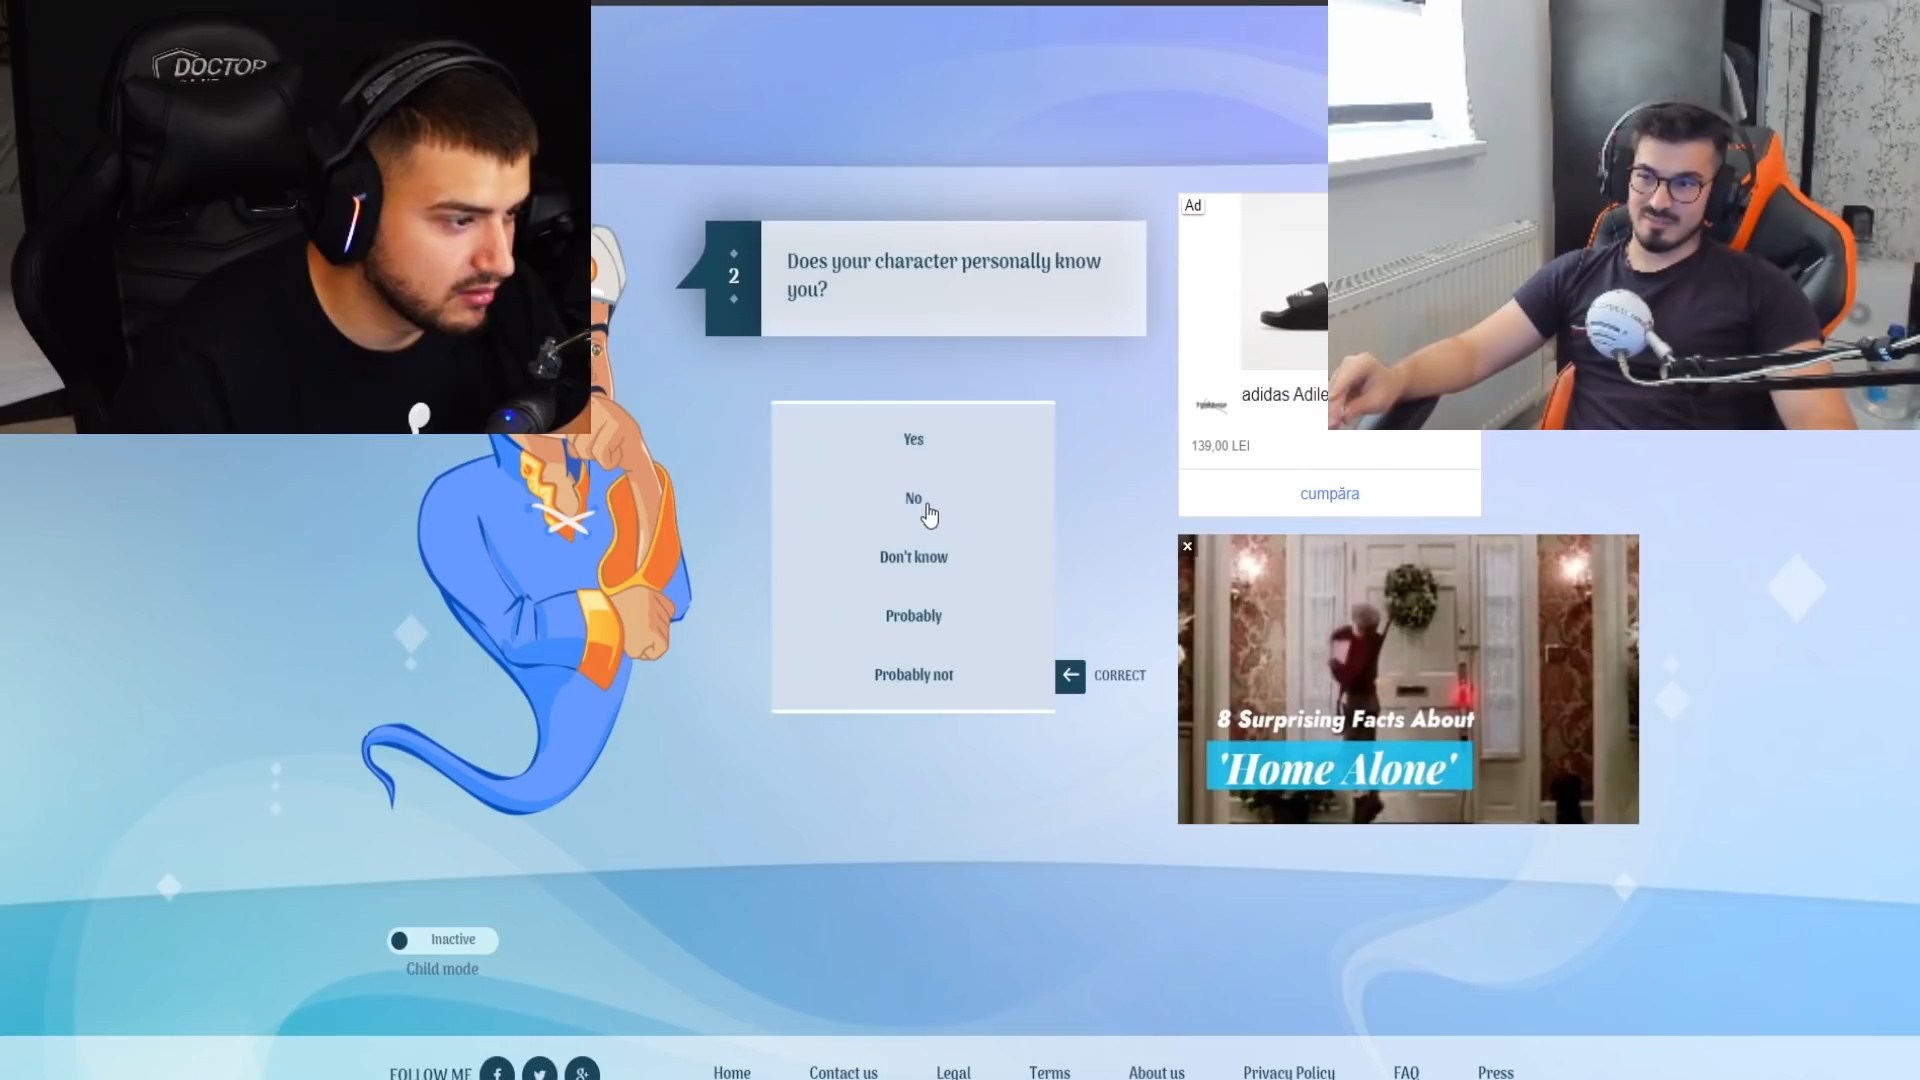 DOCTOR
2
Does your character personally know
you?
Yes
No
Don't know
Probably
Probably not
CORRECT
Ad
adidas Adile
139,00 LEI
cumpăra
x
8 Surprising Facts About
'Home Alone'
Inactive
Child mode
FOLLOW ME
Home
Contact us
Legal
Terms
About us
Privacy Policy
FAQ
Press